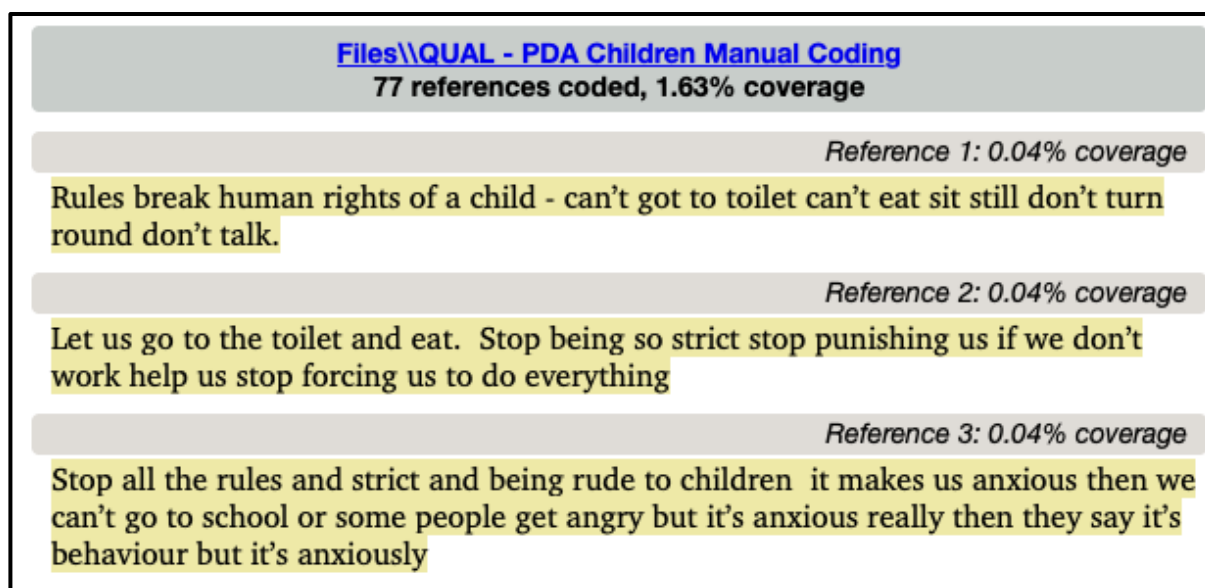 Files\\QUAL - PDA Children Manual Coding
77 references coded, 1.63% coverage
Reference 1: 0.04% coverage
Rules break human rights of a child - can’t got to toilet can’t eat sit still don’t turn
round don’t talk.
Reference 2: 0.04% coverage
Let us go to the toilet and eat.  Stop being so strict stop punishing us if we don’t
work help us stop forcing us to do everything
Reference 3: 0.04% coverage
Stop all the rules and strict and being rude to children  it makes us anxious then we
can’t go to school or some people get angry but it’s anxious really then they say it’s
behaviour but it’s anxiously